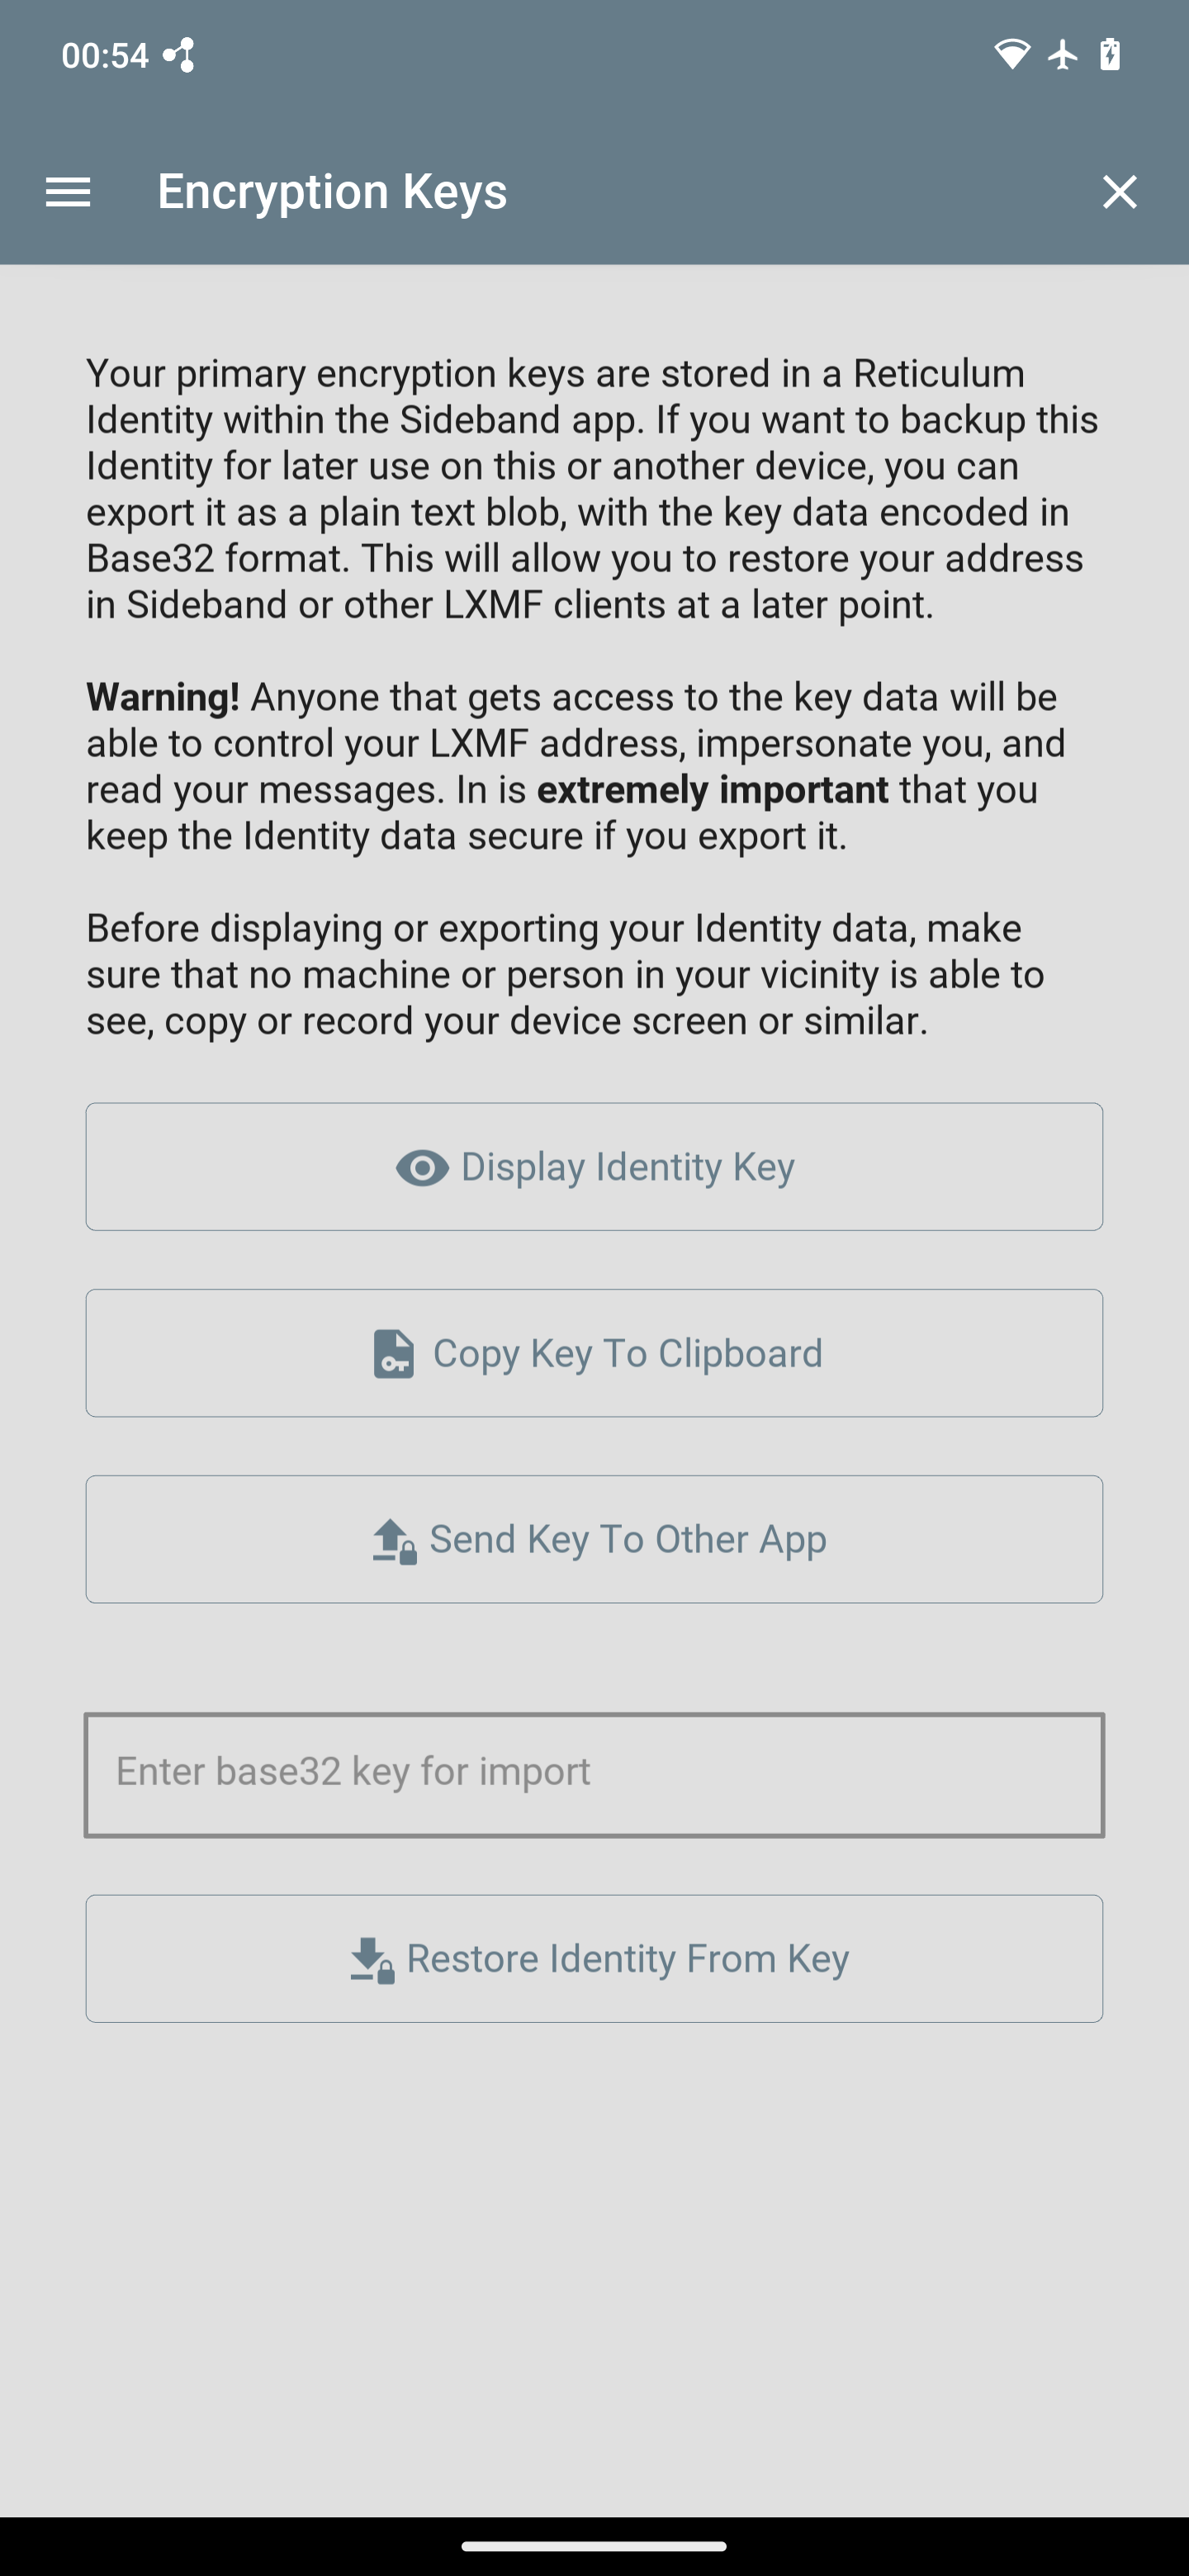 00:54
Encryption Keys
Your primary encryption keys are stored in a Reticulum
Identity within the Sideband app. If you want to backup this
Identity for later use on this or another device, you can
export it as a plain text blob, with the key data encoded in
Base32 format. This will allow you to restore your address
in Sideband or other LXMF clients at a later point.
Warning! Anyone that gets access to the key data will be
able to control your LXMF address, impersonate you, and
read your messages. In is extremely important that you
keep the Identity data secure if you export it.
Before displaying or exporting your Identity data, make
sure that no machine or person in your vicinity is able to
see, copy or record your device screen or similar.
Display Identity Key
Copy Key To Clipboard
Send Key To Other App
Enter base32 key for import
Restore Identity From Key